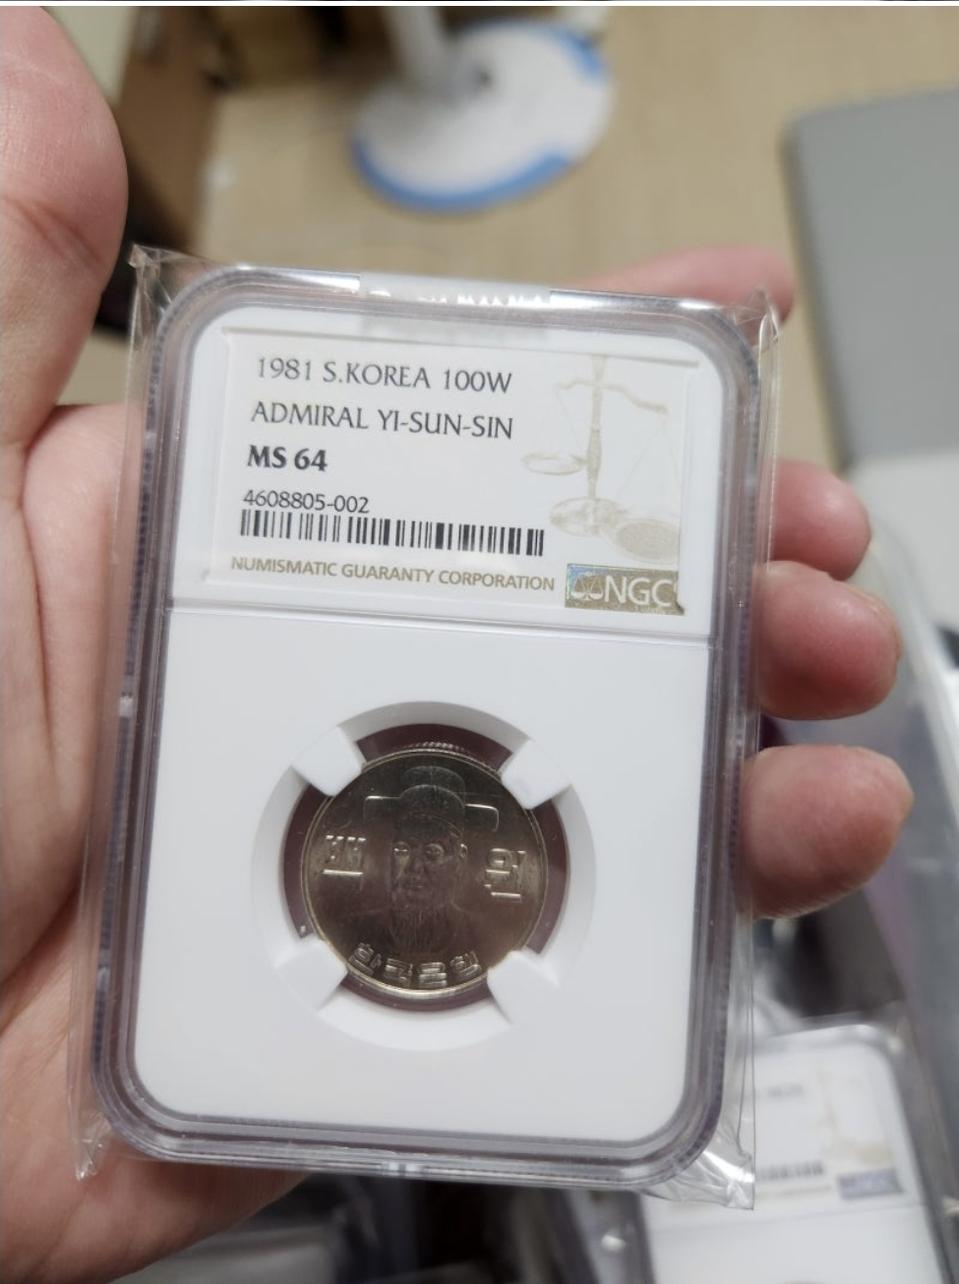 1981 S.KOREA 100W
ADMIRAL YI-SUN-SIN
MS 64
4608805-002
NUMISMATIC GUARANTY CORPORATION
NGC
백 원
한국은행